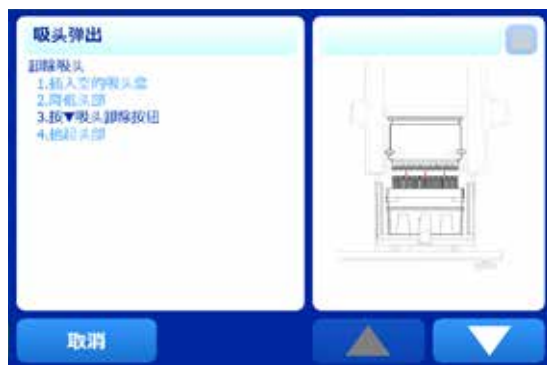 吸头弹出
卸除吸头
1.插入空的吸头盒
2.降低头部
3.按▼吸头卸除按钮
4.抬起头部
取消